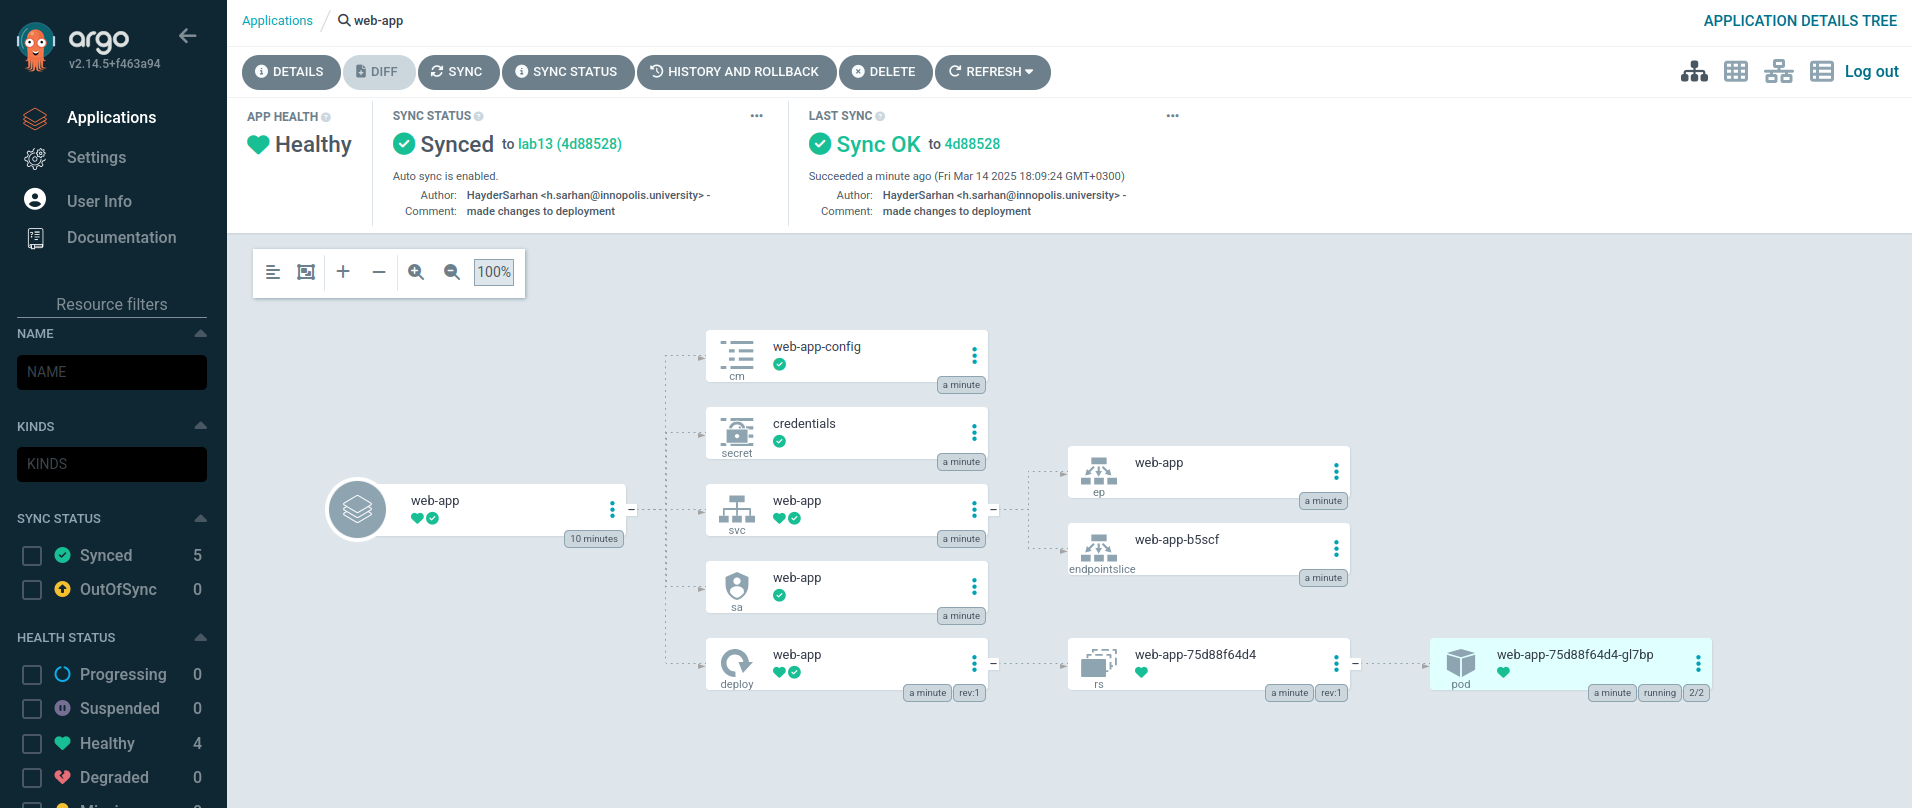 argo
v2.14.5+f463a94
Applications
Settings
User Info
Documentation
Resource filters
NAME
NAME
KINDS
KINDS
SYNC STATUS
Synced 5
OutOfSync 0
HEALTH STATUS
Progressing 0
Suspended 0
Healthy 4
Degraded 0
Applications / web-app
APPLICATION DETAILS TREE
DETAILS DIFF SYNC SYNC STATUS HISTORY AND ROLLBACK DELETE REFRESH
Log out
APP HEALTH
Healthy
SYNC STATUS
Synced to lab13 (4d88528)
Auto sync is enabled.
Author: HayderSarhan <h.sarhan@innopolis.university> -
Comment: made changes to deployment
LAST SYNC
Sync OK to 4d88528
Succeeded a minute ago (Fri Mar 14 2025 18:09:24 GMT+0300)
Author: HayderSarhan <h.sarhan@innopolis.university> -
Comment: made changes to deployment
100%
web-app
10 minutes
web-app-config
cm
a minute
credentials
secret
a minute
web-app
svc
a minute
web-app
sa
a minute
web-app
deploy
a minute rev:1
web-app
ep
a minute
web-app-b5scf
endpointslice
a minute
web-app-75d88f64d4
rs
a minute rev:1
web-app-75d88f64d4-gl7bp
pod
a minute running 2/2